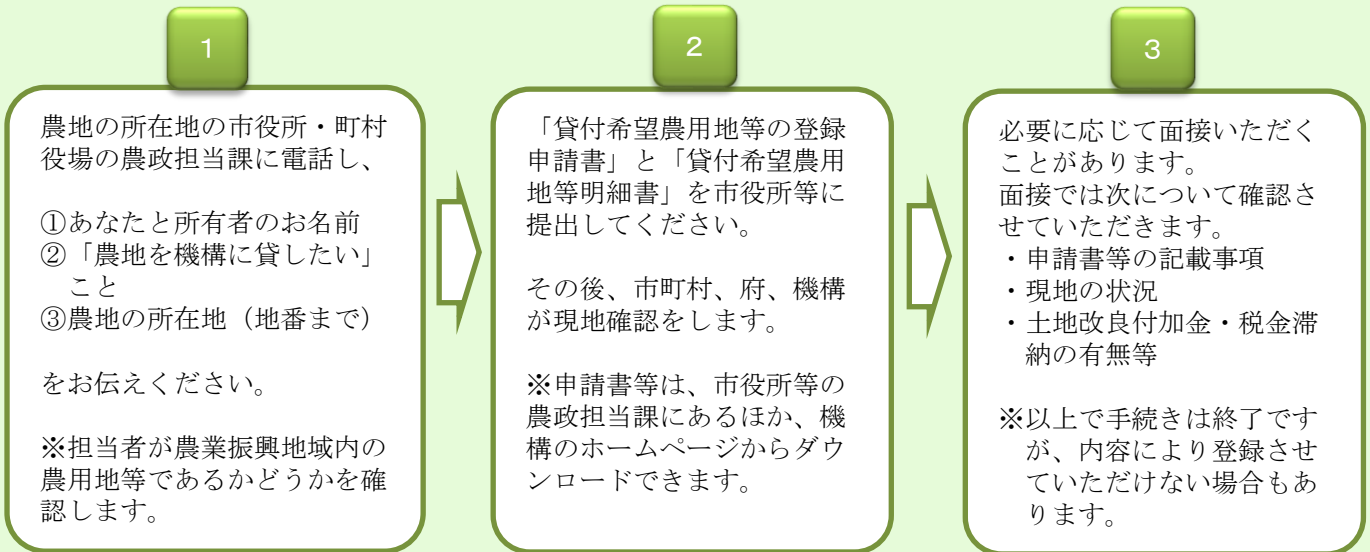 1
農地の所在地の市役所・町村
役場の農政担当課に電話し、
①あなたと所有者のお名前
②「農地を機構に貸したい」
こと
③農地の所在地（地番まで）
をお伝えください。
※担当者が農業振興地域内の
農用地等であるかどうかを確
認します。
2
「貸付希望農用地等の登録
申請書」と「貸付希望農用
地等明細書」を市役所等に
提出してください。
その後、市町村、府、機構
が現地確認をします。
※申請書等は、市役所等の
農政担当課にあるほか、機
構のホームページからダウ
ンロードできます。
3
必要に応じて面接いただく
ことがあります。
面接では次について確認さ
せていただきます。
・申請書等の記載事項
・現地の状況
・土地改良付加金・税金滞
納の有無等
※以上で手続きは終了です
が、内容により登録させ
ていただけない場合もあ
ります。